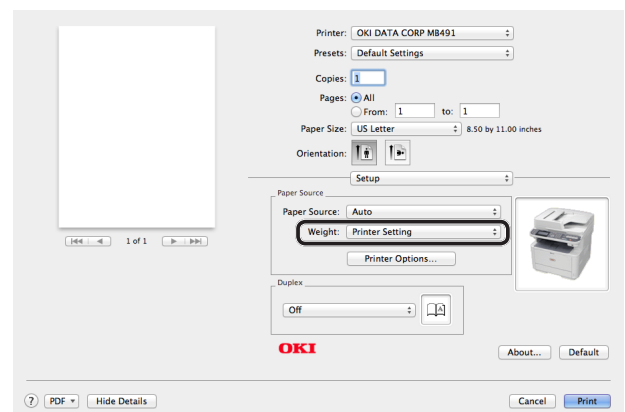 Printer: OKI DATA CORP MB491
Presets: Default Settings
Copies: 1
Pages: All
From: 1 to: 1
Paper Size: US Letter 8.50 by 11.00 inches
Orientation:
Setup
Paper Source
Paper Source: Auto
Weight: Printer Setting
1 of 1
Printer Options...
Duplex
Off
A
OKI
About... Default
? PDF Hide Details Cancel Print